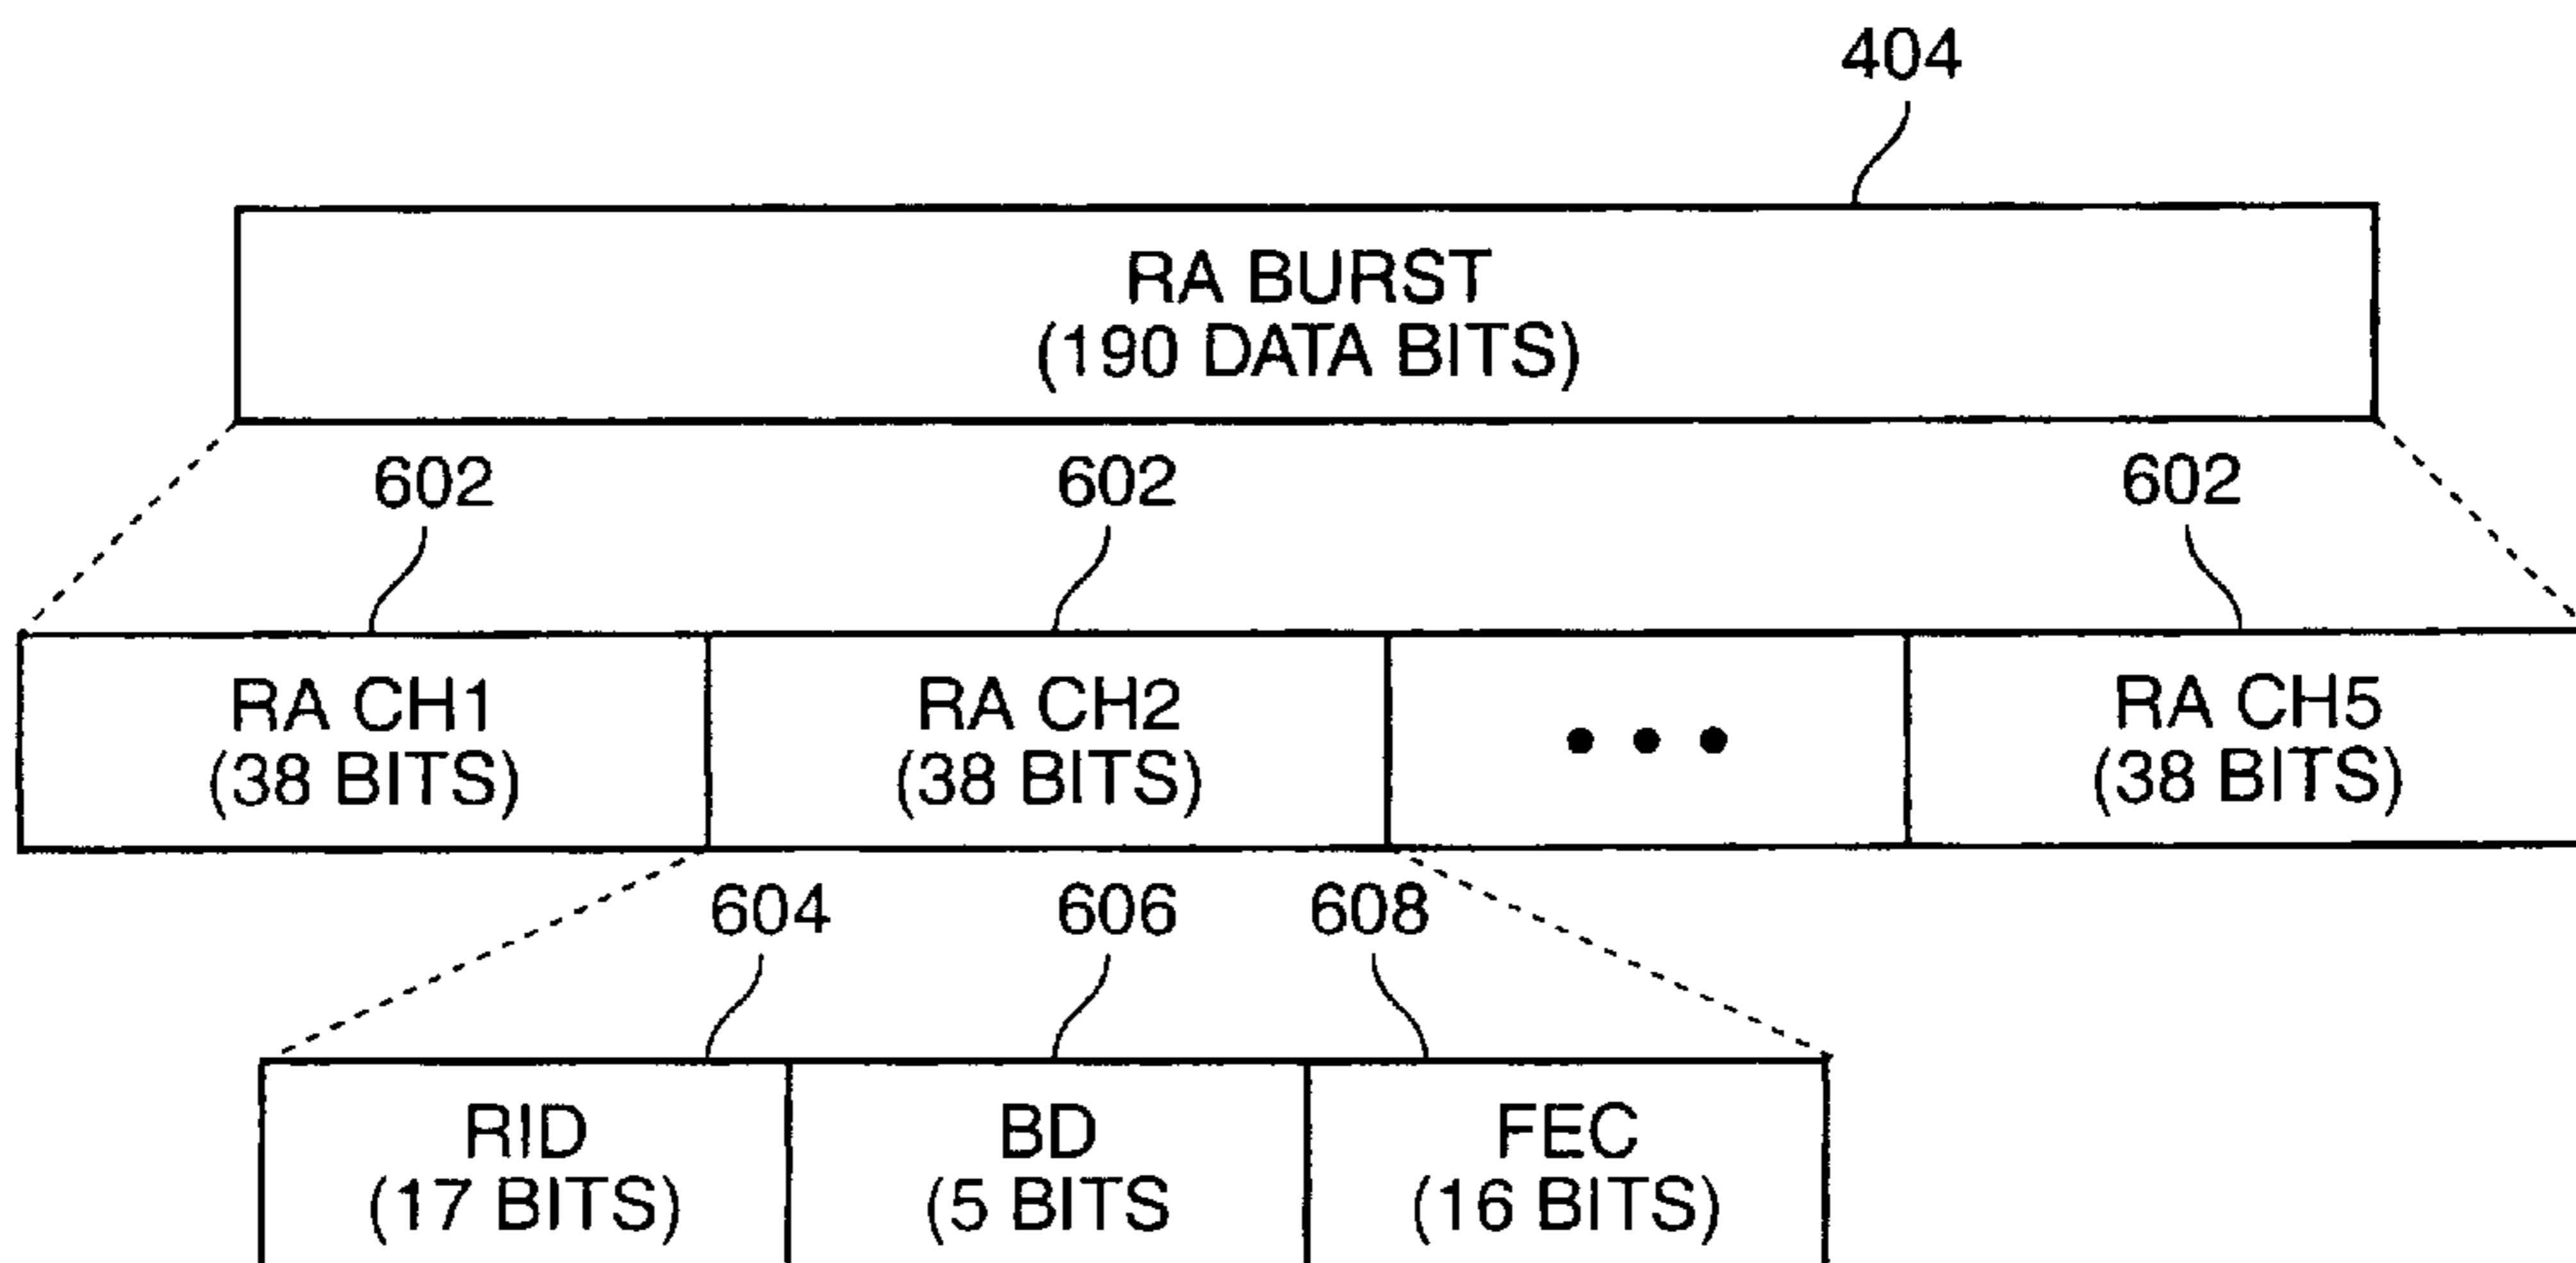 404
RA BURST
(190 DATA BITS)
602 602 602
RA CH1 RA CH2 ••• RA CH5
(38 BITS) (38 BITS) (38 BITS)
604 606 608
RID BD FEC
(17 BITS) (5 BITS (16 BITS)